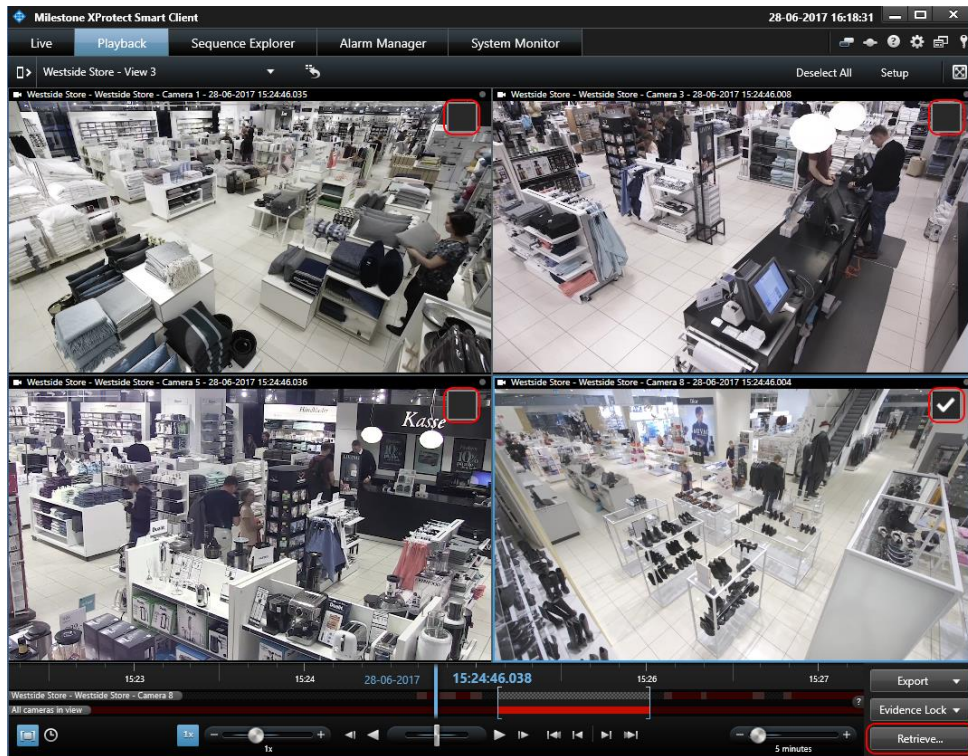 Milestone XProtect Smart Client
28-06-2017 16:18:31
Live
Playback
Sequence Explorer
Alarm Manager
System Monitor
Westside Store - View 3
Deselect All
Setup
Westside Store - Westside Store - Camera 1 - 28-06-2017 15:24:46.035
Westside Store - Westside Store - Camera 3 - 28-06-2017 15:24:46.008
Westside Store - Westside Store - Camera 5 - 28-06-2017 15:24:46.036
Westside Store - Westside Store - Camera 8 - 28-06-2017 15:24:46.004
Kasse
10%
10%
15:23
15:24
28-06-2017
15:24:46.038
15:26
15:27
Export
Westside Store - Westside Store - Camera 8
All cameras in view
?
Evidence Lock
1x
-
+
1x
-
+
5 minutes
Retrieve...